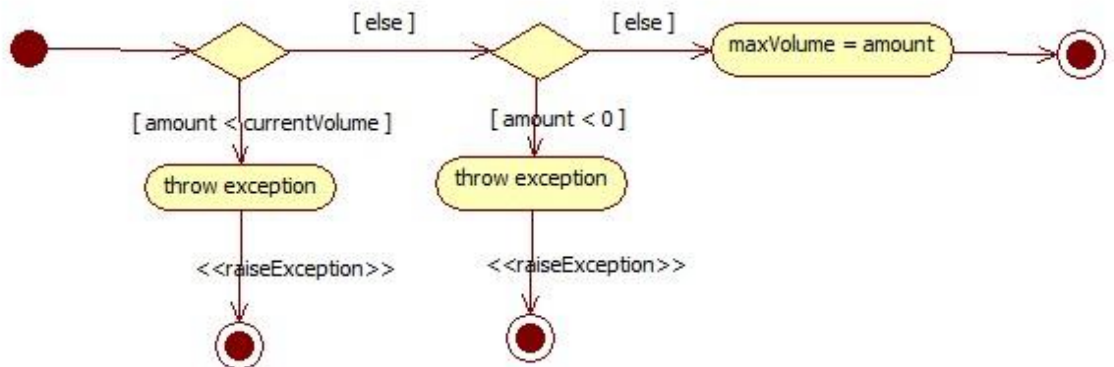 [ else ]
[ else ]
maxVolume = amount
[ amount < currentVolume ]
[ amount < 0 ]
throw exception
throw exception
<<raiseException>>
<<raiseException>>